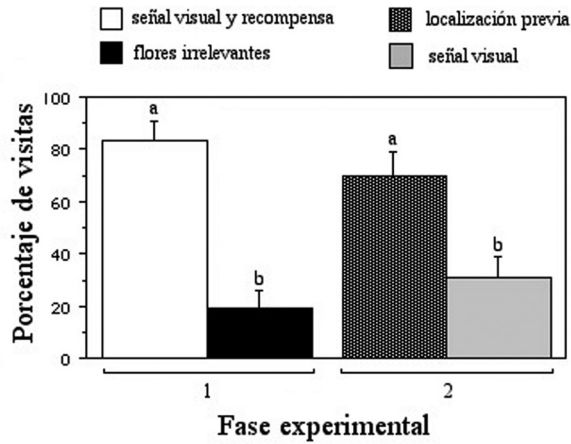 señal visual y recompensa
localización previa
flores irrelevantes
señal visual
Porcentaje de visitas
100
80
60
40
20
0
a
b
a
b
1
2
Fase experimental